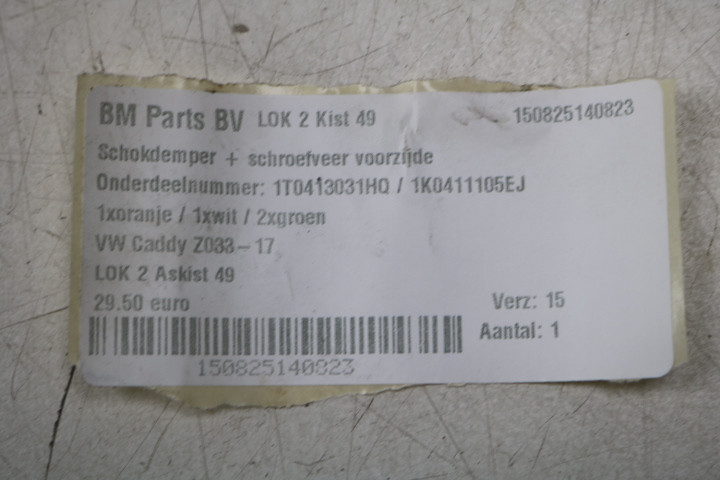 BM Parts BV LOK 2 Kist 49 150825140823
Schokdemper + schroefveer voorzijde
Onderdeelnummer: 1T0413031HQ / 1K0411105EJ
1xoranje / 1xwit / 2xgroen
VW Caddy Z033-17
LOK 2 Askist 49
29.50 euro Verz: 15
Aantal: 1
150825140823